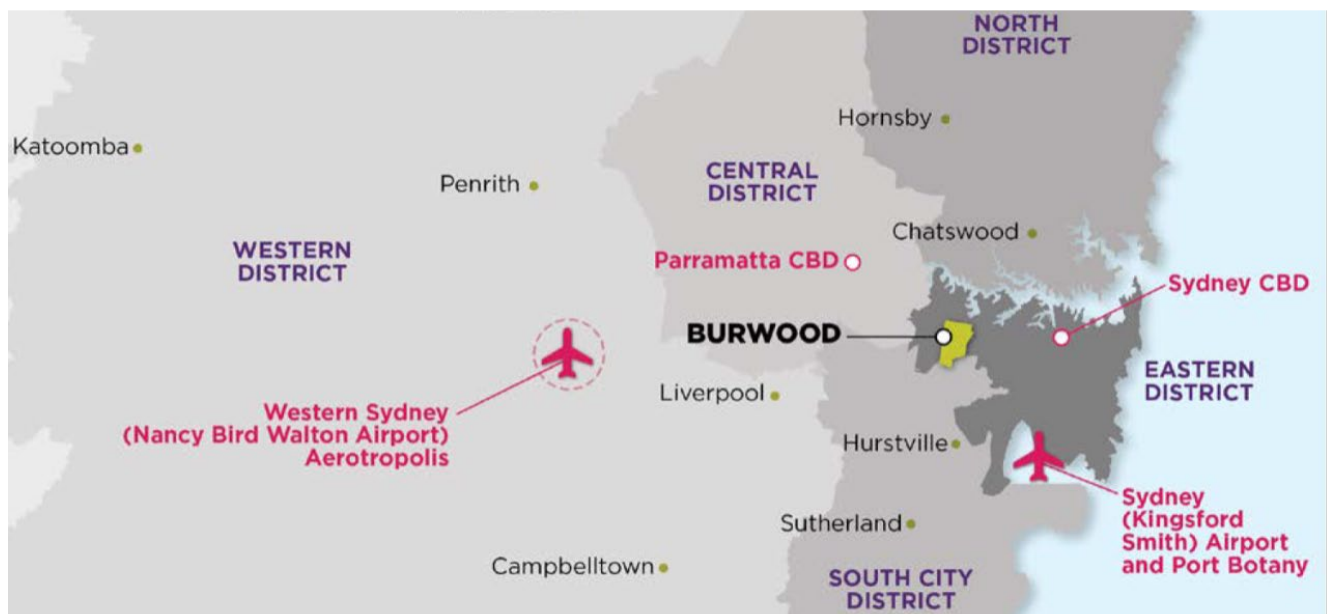 NORTH
DISTRICT
Hornsby
Katoomba
CENTRAL
DISTRICT
Penrith
Chatswood
WESTERN
DISTRICT
Parramatta CBD
Sydney CBD
BURWOOD
EASTERN
DISTRICT
Liverpool
Western Sydney
(Nancy Bird Walton Airport)
Aerotropolis
Hurstville
Sydney
(Kingsford
Smith) Airport
and Port Botany
Sutherland
Campbelltown
SOUTH CITY
DISTRICT